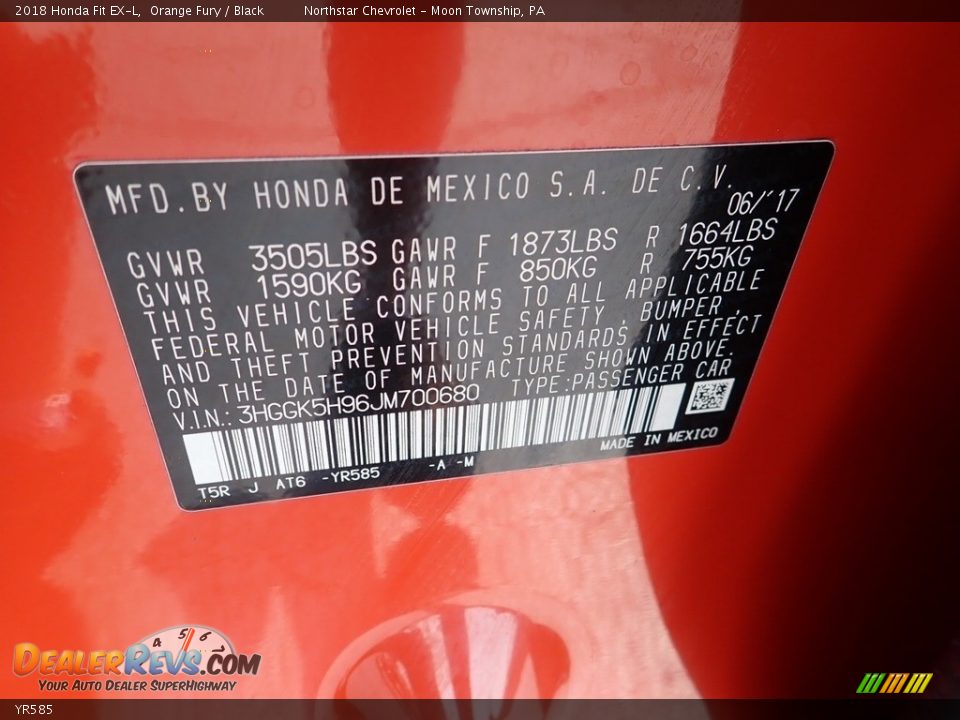 2018 Honda Fit EX-L,  Orange Fury / Black          Northstar Chevrolet - Moon Township, PA
MFD.BY HONDA DE MEXICO S.A. DE C.V.
06/'17
GVWR 3505LBS GAWR F 1873LBS R 1664LBS
GVWR 1590KG GAWR F 850KG R 755KG
THIS VEHICLE CONFORMS TO ALL APPLICABLE
FEDERAL MOTOR VEHICLE SAFETY, BUMPER,
AND THEFT PREVENTION STANDARDS IN EFFECT
ON THE DATE OF MANUFACTURE SHOWN ABOVE.
V.I.N.: 3HGGK5H96JM700680 TYPE:PASSENGER CAR
T5R J AT6 -YR585 -A -M MADE IN MEXICO
4 5 6
DEALERREVS.COM
YOUR AUTO DEALER SUPERHIGHWAY
YR585